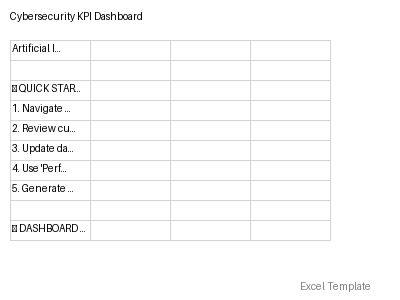 Cybersecurity KPI Dashboard
Artificial I...
QUICK STAR...
1. Navigate ...
2. Review cu...
3. Update da...
4. Use 'Perf...
5. Generate ...
DASHBOARD...
Excel Template